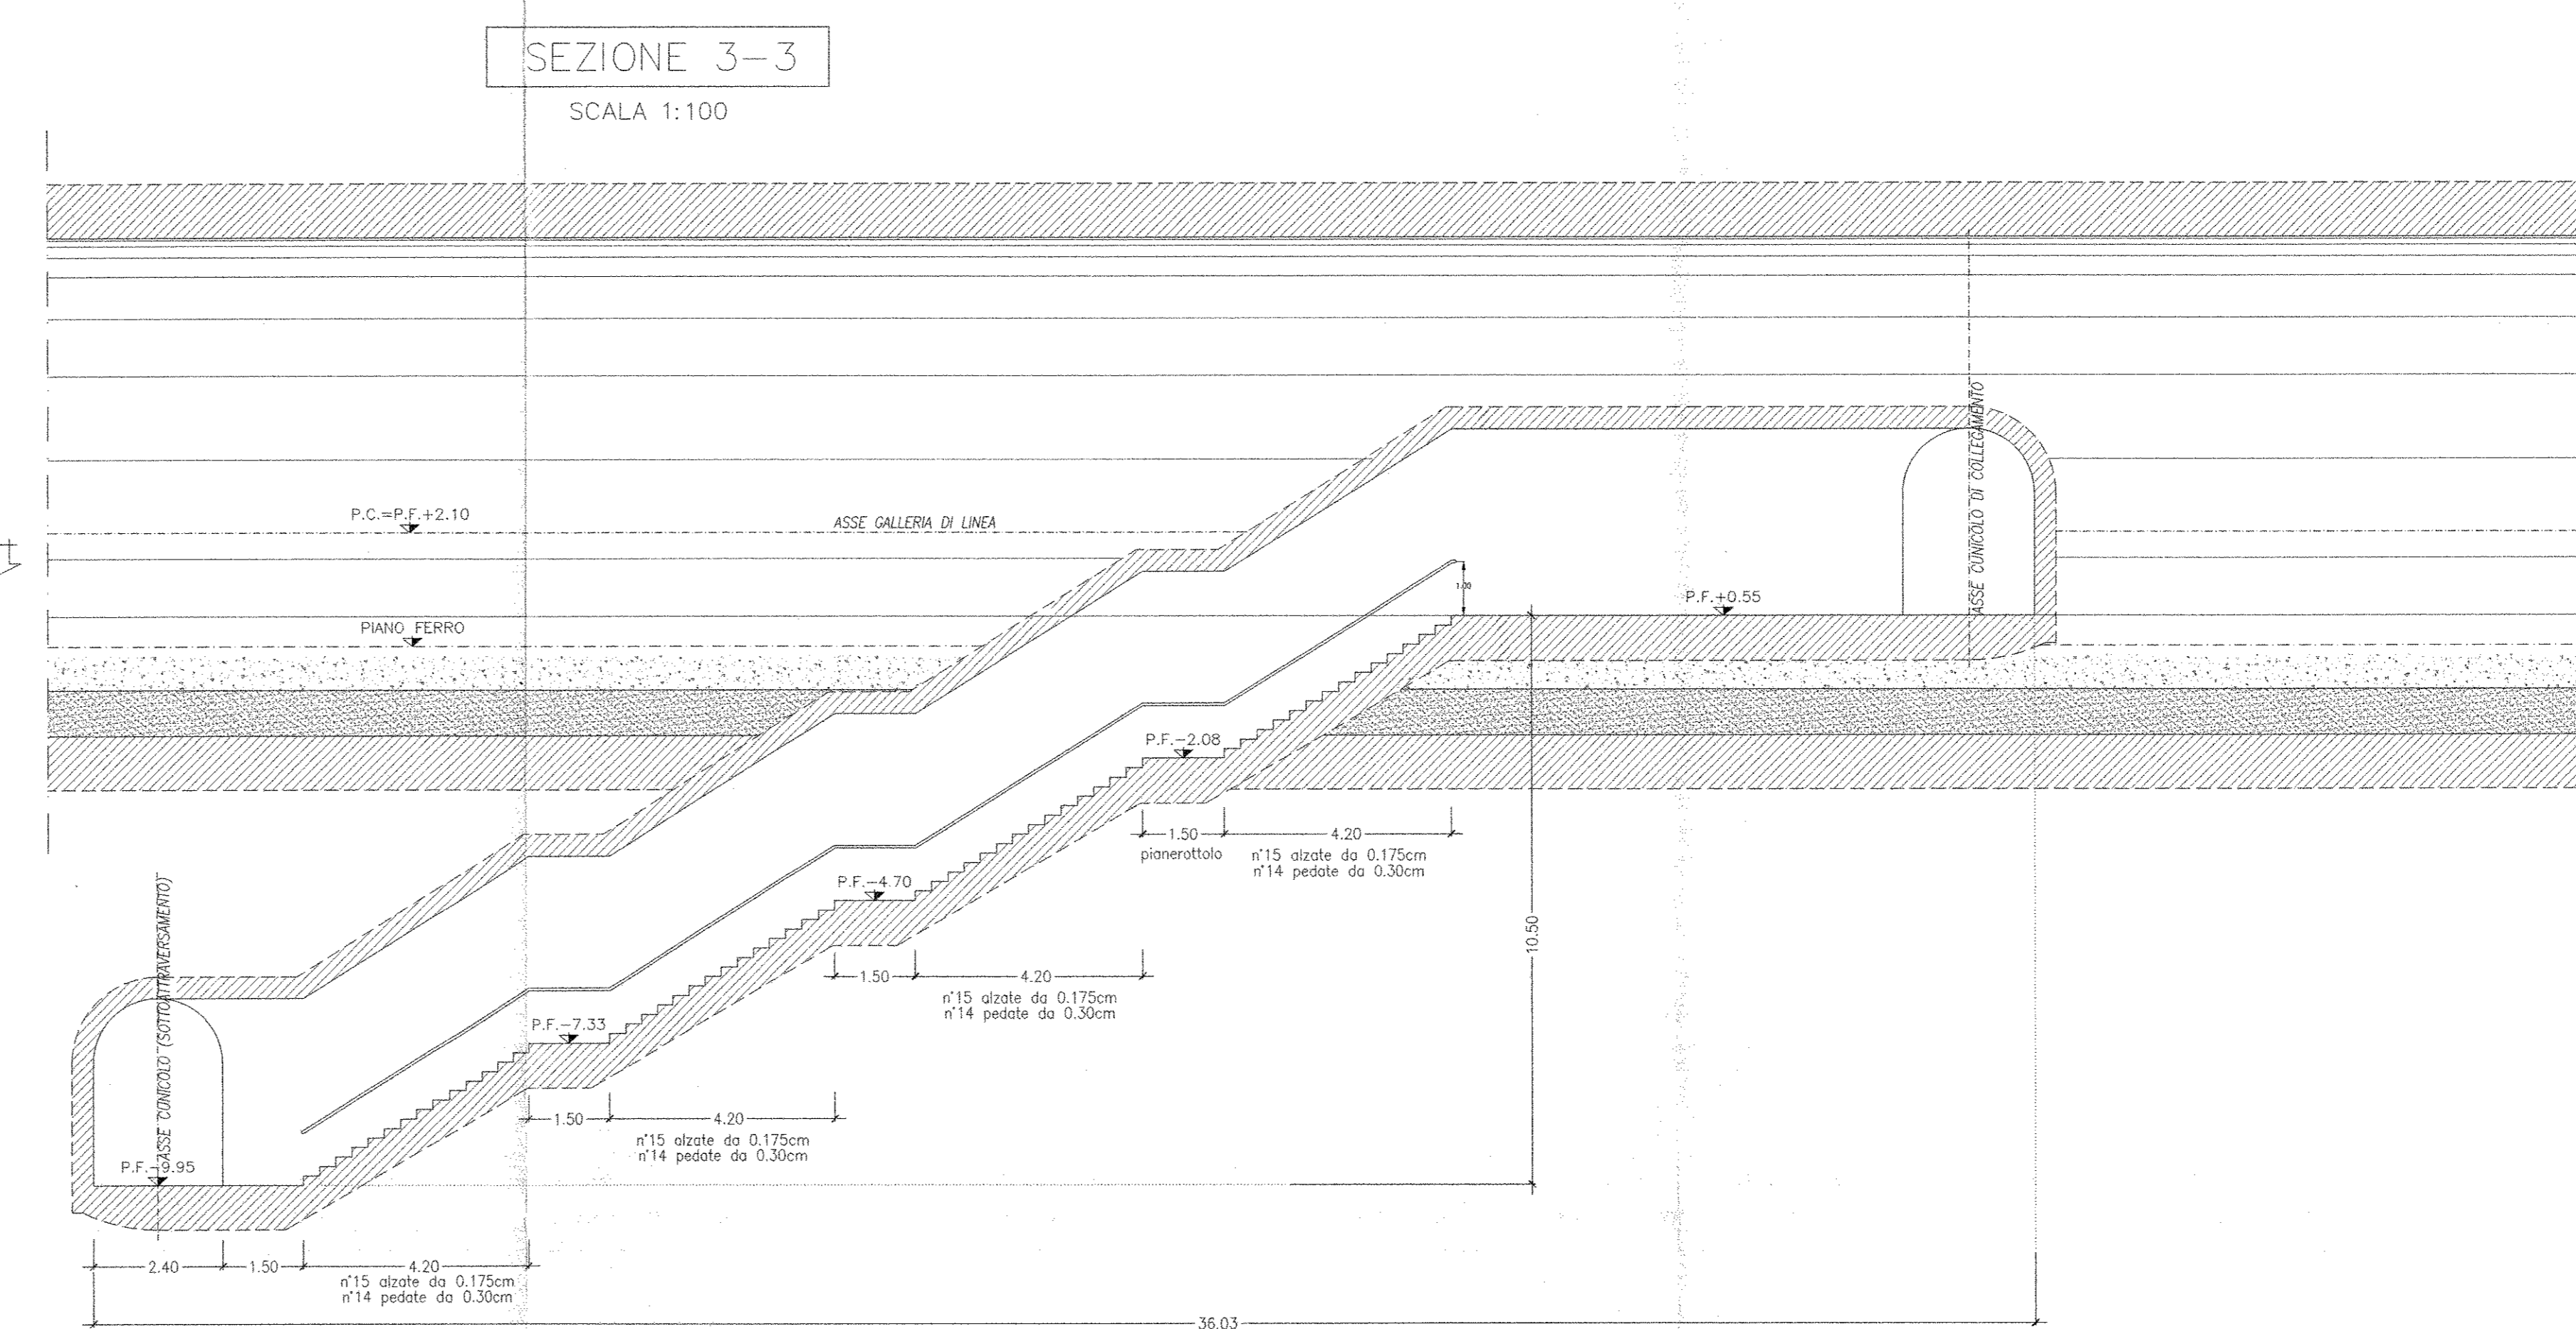 SEZIONE 3-3
SCALA 1:100
P.C.=P.F.+2.10
ASSE GALLERIA DI LINEA
ASSE CUNICOLO DI COLLEGAMENTO
1.00
P.F.+0.55
PIANO FERRO
P.F.-2.08
1.50
4.20
pianerottolo
n°15 alzate da 0.175cm
n°14 pedate da 0.30cm
P.F.-4.70
10.50
1.50
4.20
n°15 alzate da 0.175cm
n°14 pedate da 0.30cm
P.F.-7.33
1.50
4.20
n°15 alzate da 0.175cm
n°14 pedate da 0.30cm
ASSE CUNICOLO (SOTTOATTRAVERSAMENTO)
P.F.-9.95
2.40
1.50
4.20
n°15 alzate da 0.175cm
n°14 pedate da 0.30cm
36.03